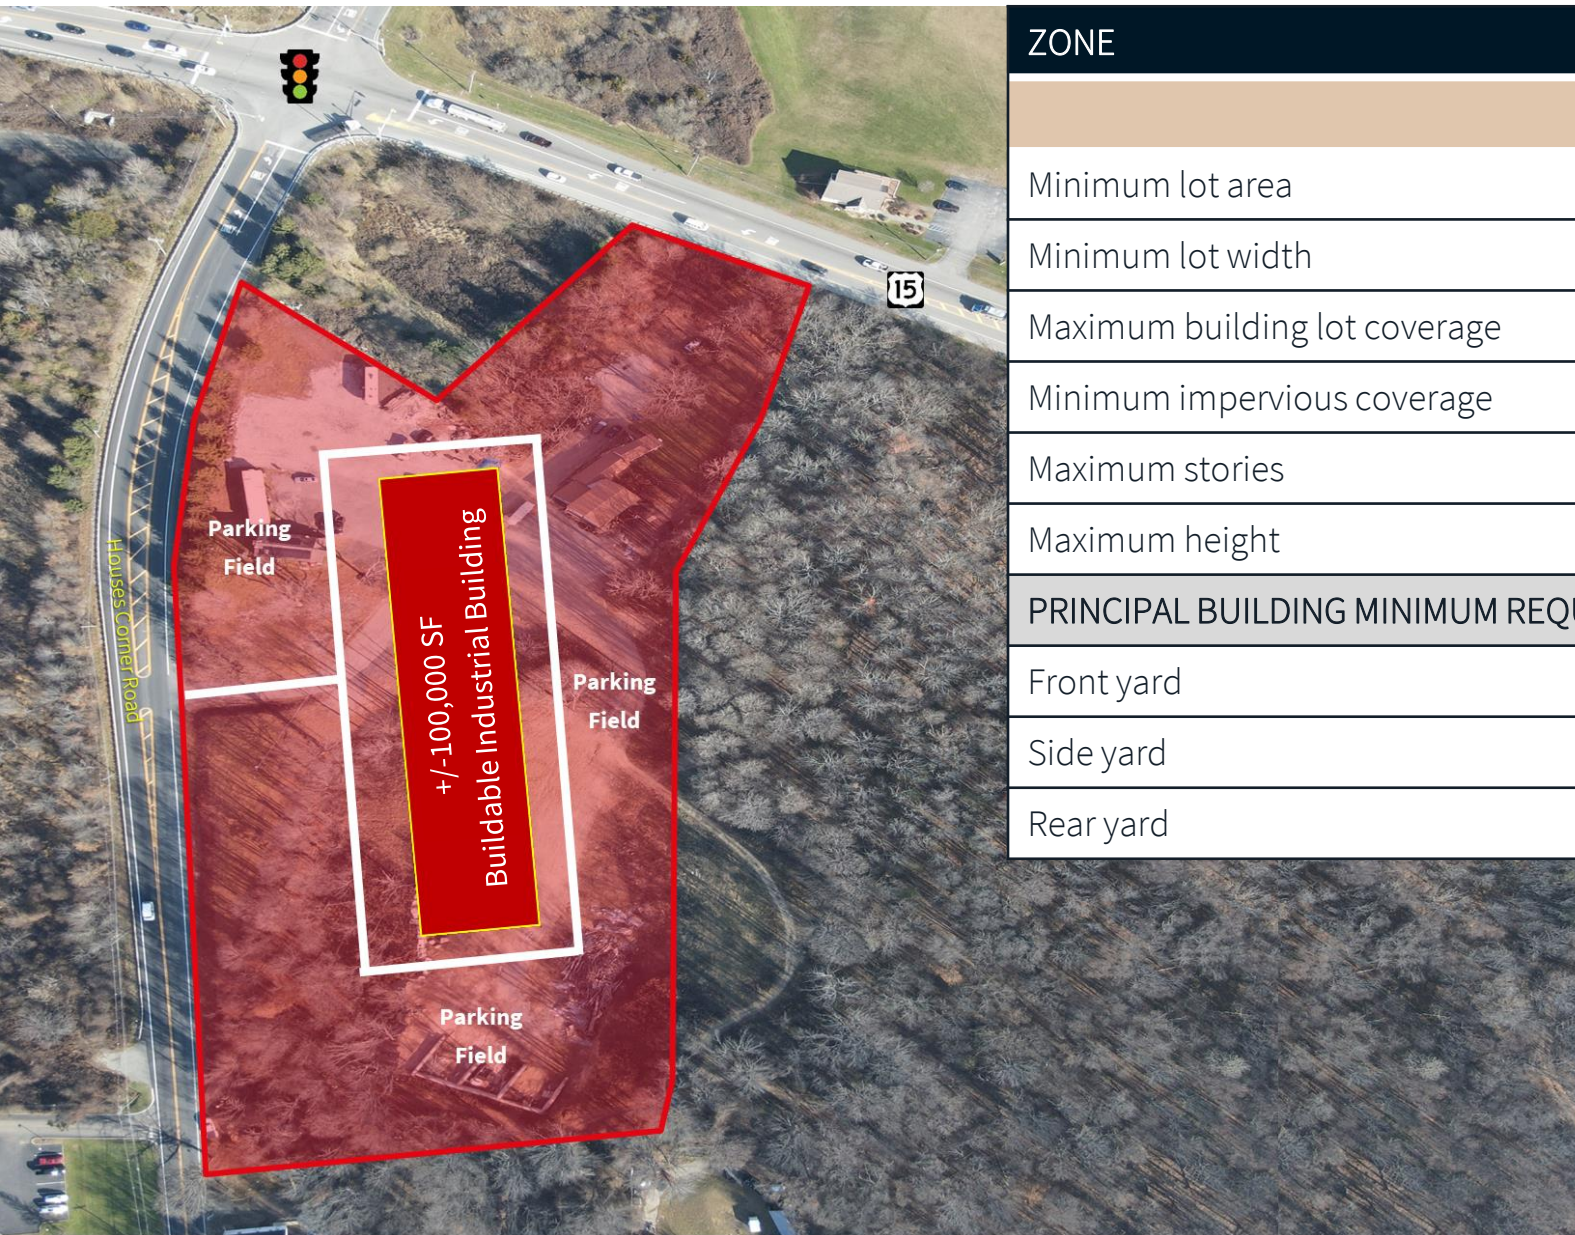 ZONE
Minimum lot area
Minimum lot width
Maximum building lot coverage
Minimum impervious coverage
Maximum stories
Maximum height
PRINCIPAL BUILDING MINIMUM
Front yard
Side yard
Rear yard
15
Houses Corner Road
Parking
Field
+/-100,000 SF
Buildable Industrial Building
Parking
Field
Parking
Field
ONLY